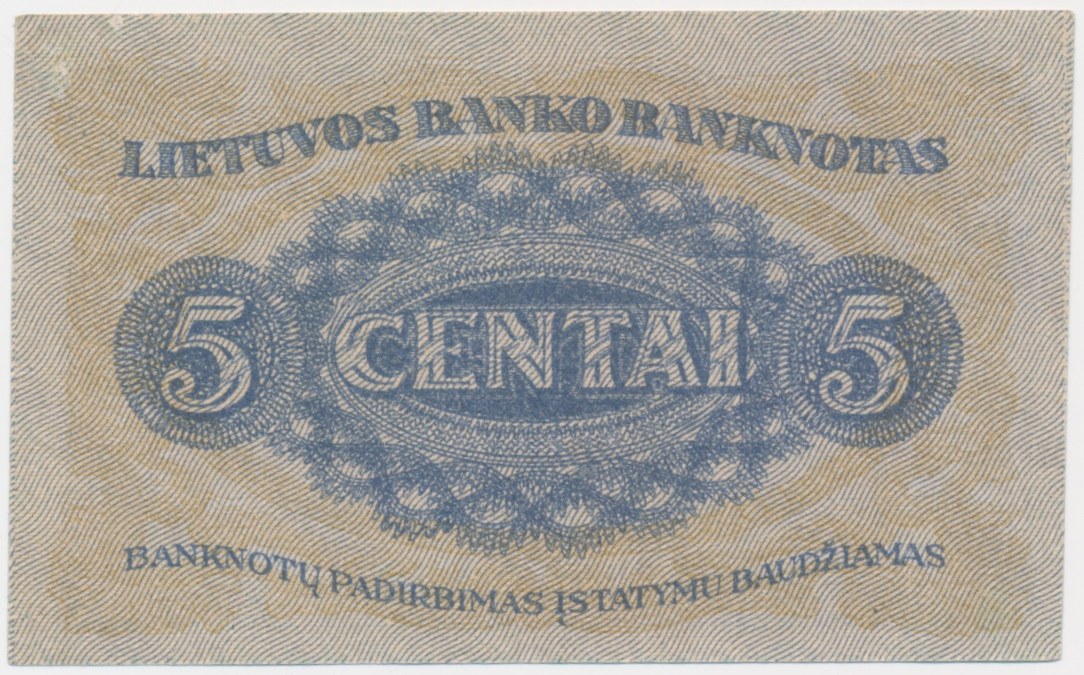 LIETUVOS BANKO BANKNOTAS
5 CENTAI 5
BANKNOTŲ PADIRBIMAS ĮSTATYMU BAUDŽIAMAS